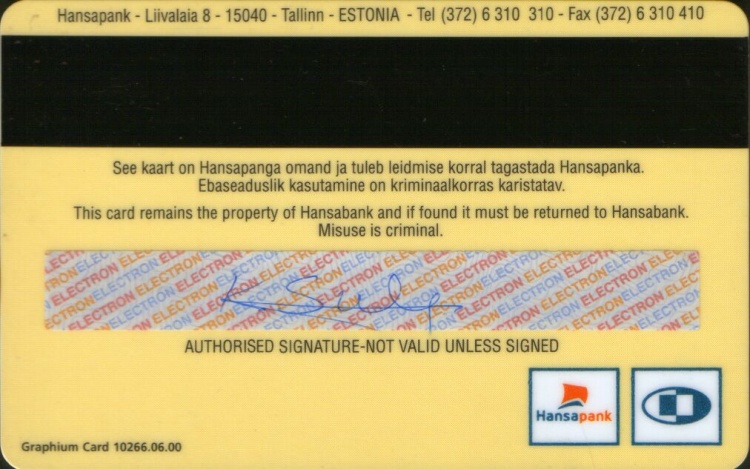 Hansapank - Liivalaia 8 - 15040 - Tallinn - ESTONIA - Tel (372) 6 310 310 - Fax (372) 6 310 410
See kaart on Hansapanga omand ja tuleb leidmise korral tagastada Hansapanka.
Ebaseaduslik kasutamine on kriminaalkorras karistatav.
This card remains the property of Hansabank and if found it must be returned to Hansabank.
Misuse is criminal.
ELECTRON ELECTRON ELECTRON ELECTRON ELECTRON
AUTHORISED SIGNATURE-NOT VALID UNLESS SIGNED
Hansapank
Graphium Card 10266.06.00